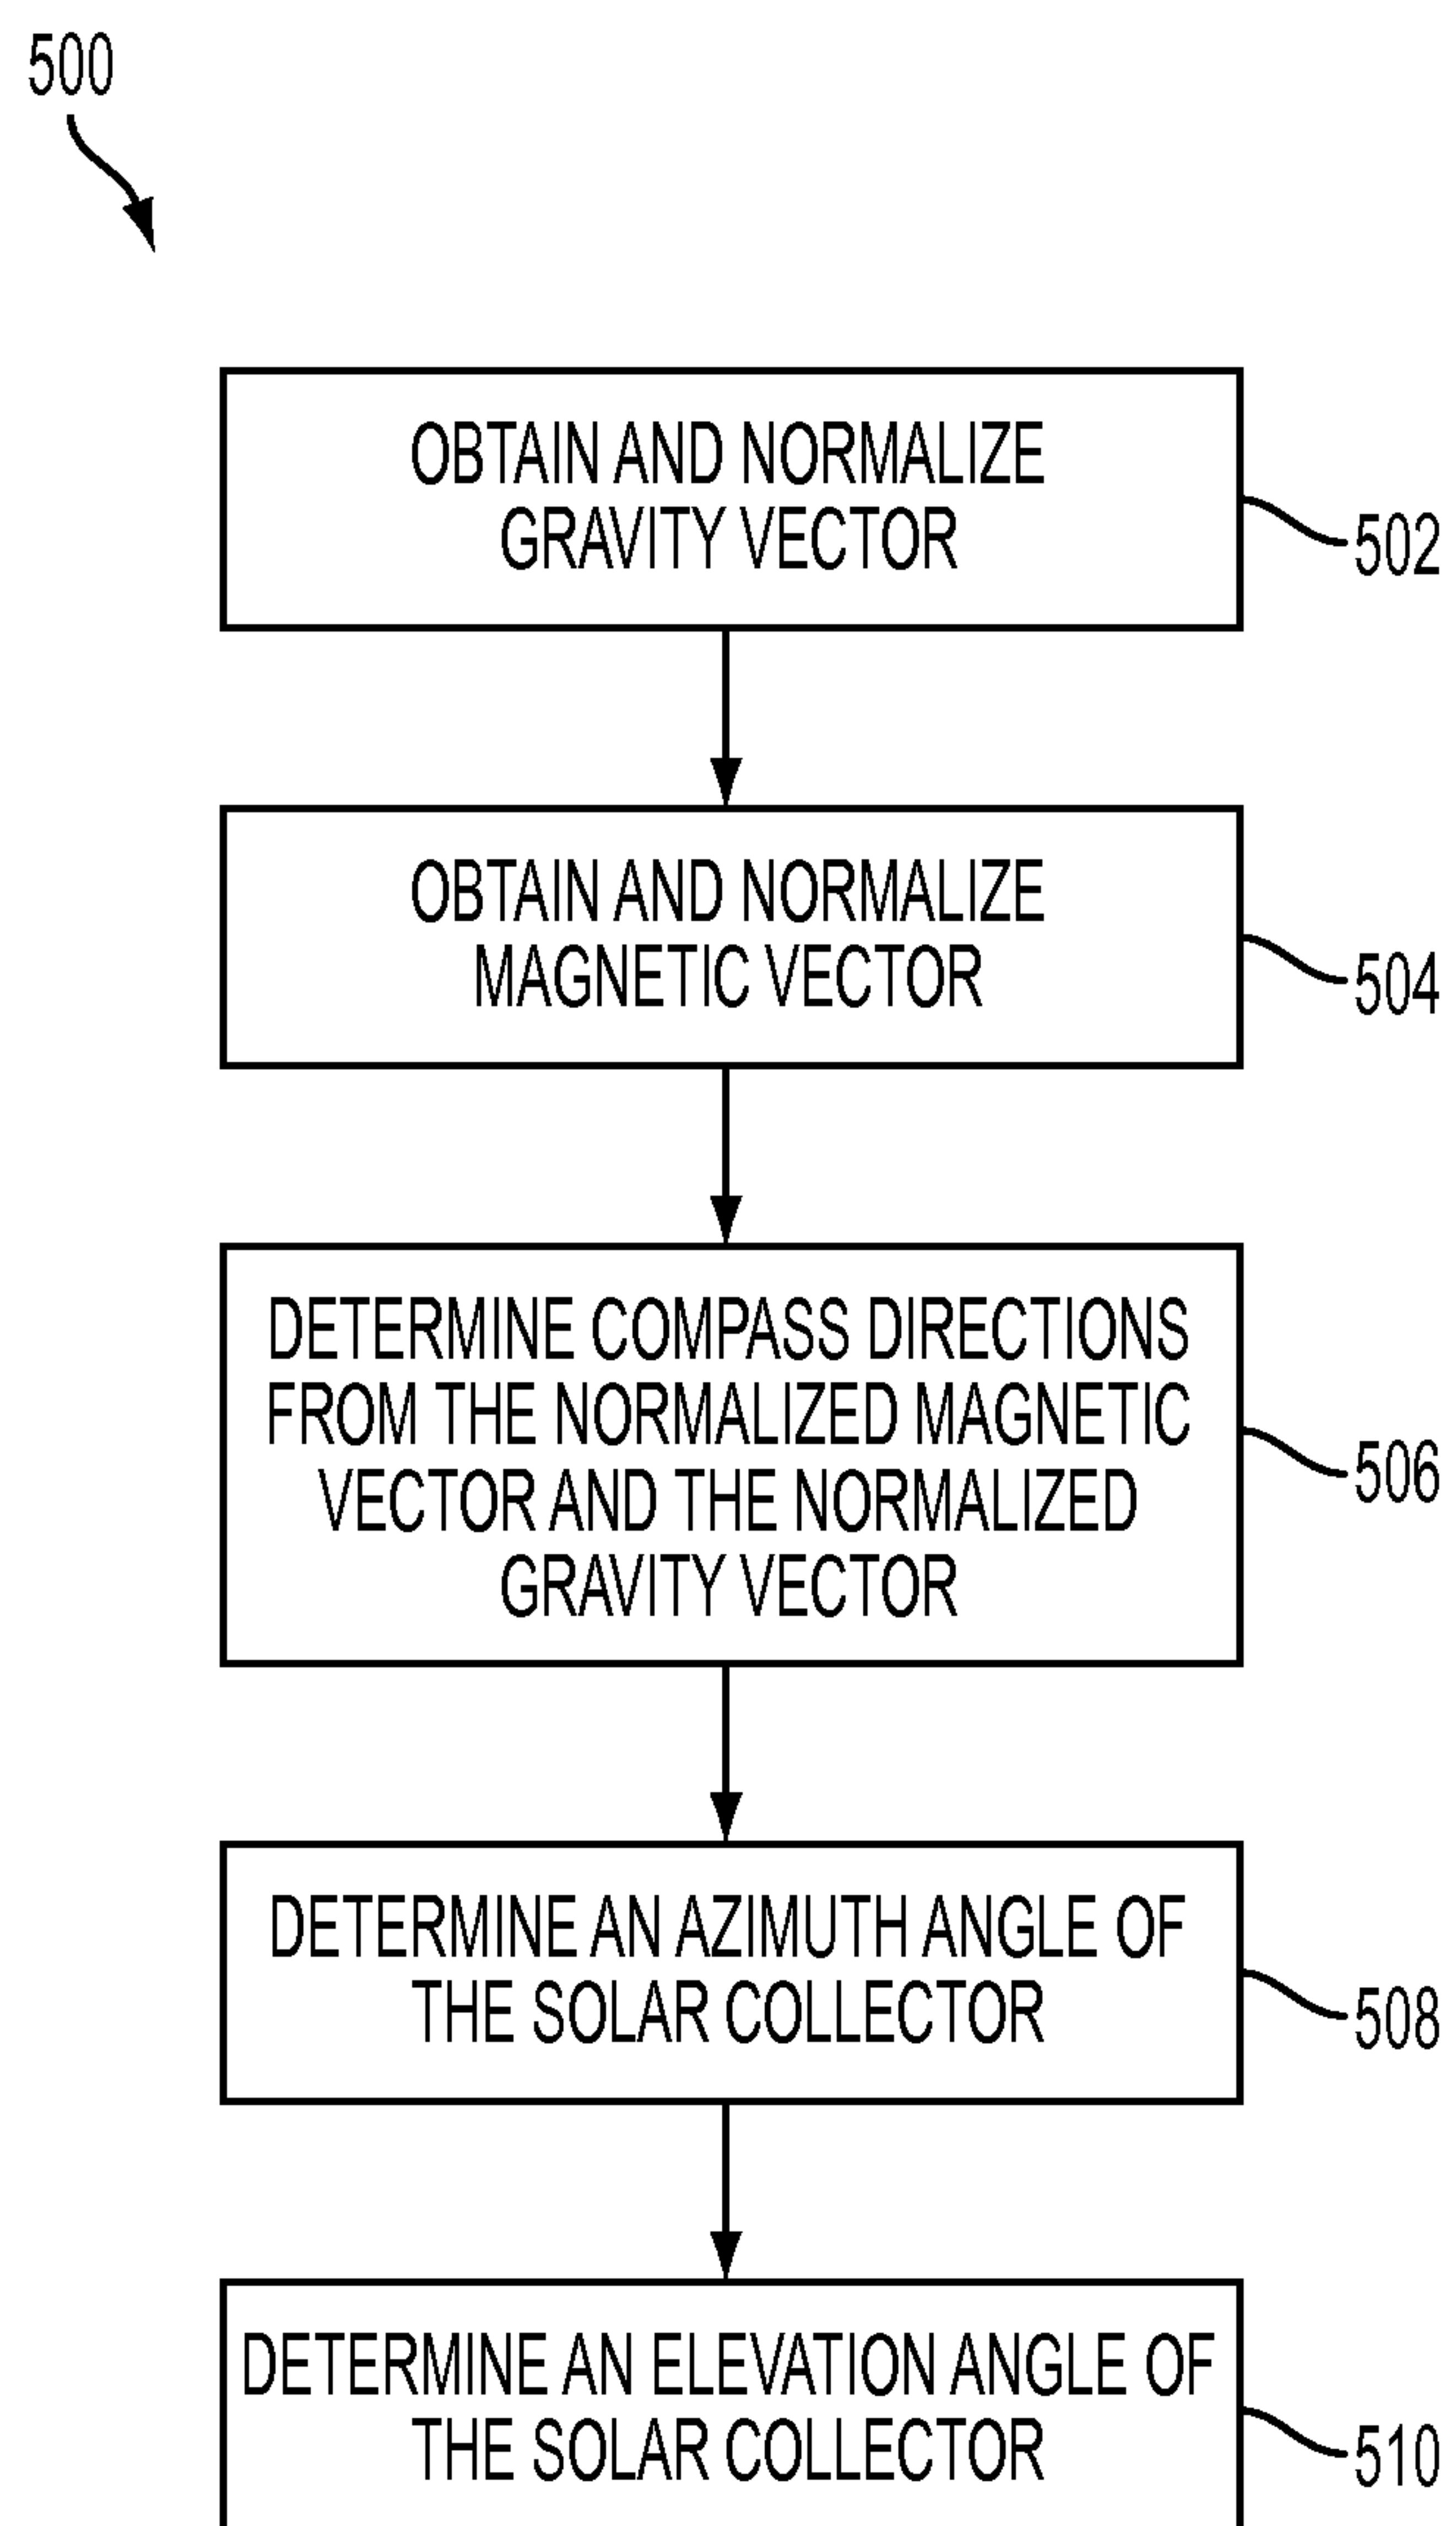 500
OBTAIN AND NORMALIZE
GRAVITY VECTOR
502
OBTAIN AND NORMALIZE
MAGNETIC VECTOR
504
DETERMINE COMPASS DIRECTIONS
FROM THE NORMALIZED MAGNETIC
VECTOR AND THE NORMALIZED
GRAVITY VECTOR
506
DETERMINE AN AZIMUTH ANGLE OF
THE SOLAR COLLECTOR
508
DETERMINE AN ELEVATION ANGLE OF
THE SOLAR COLLECTOR
510